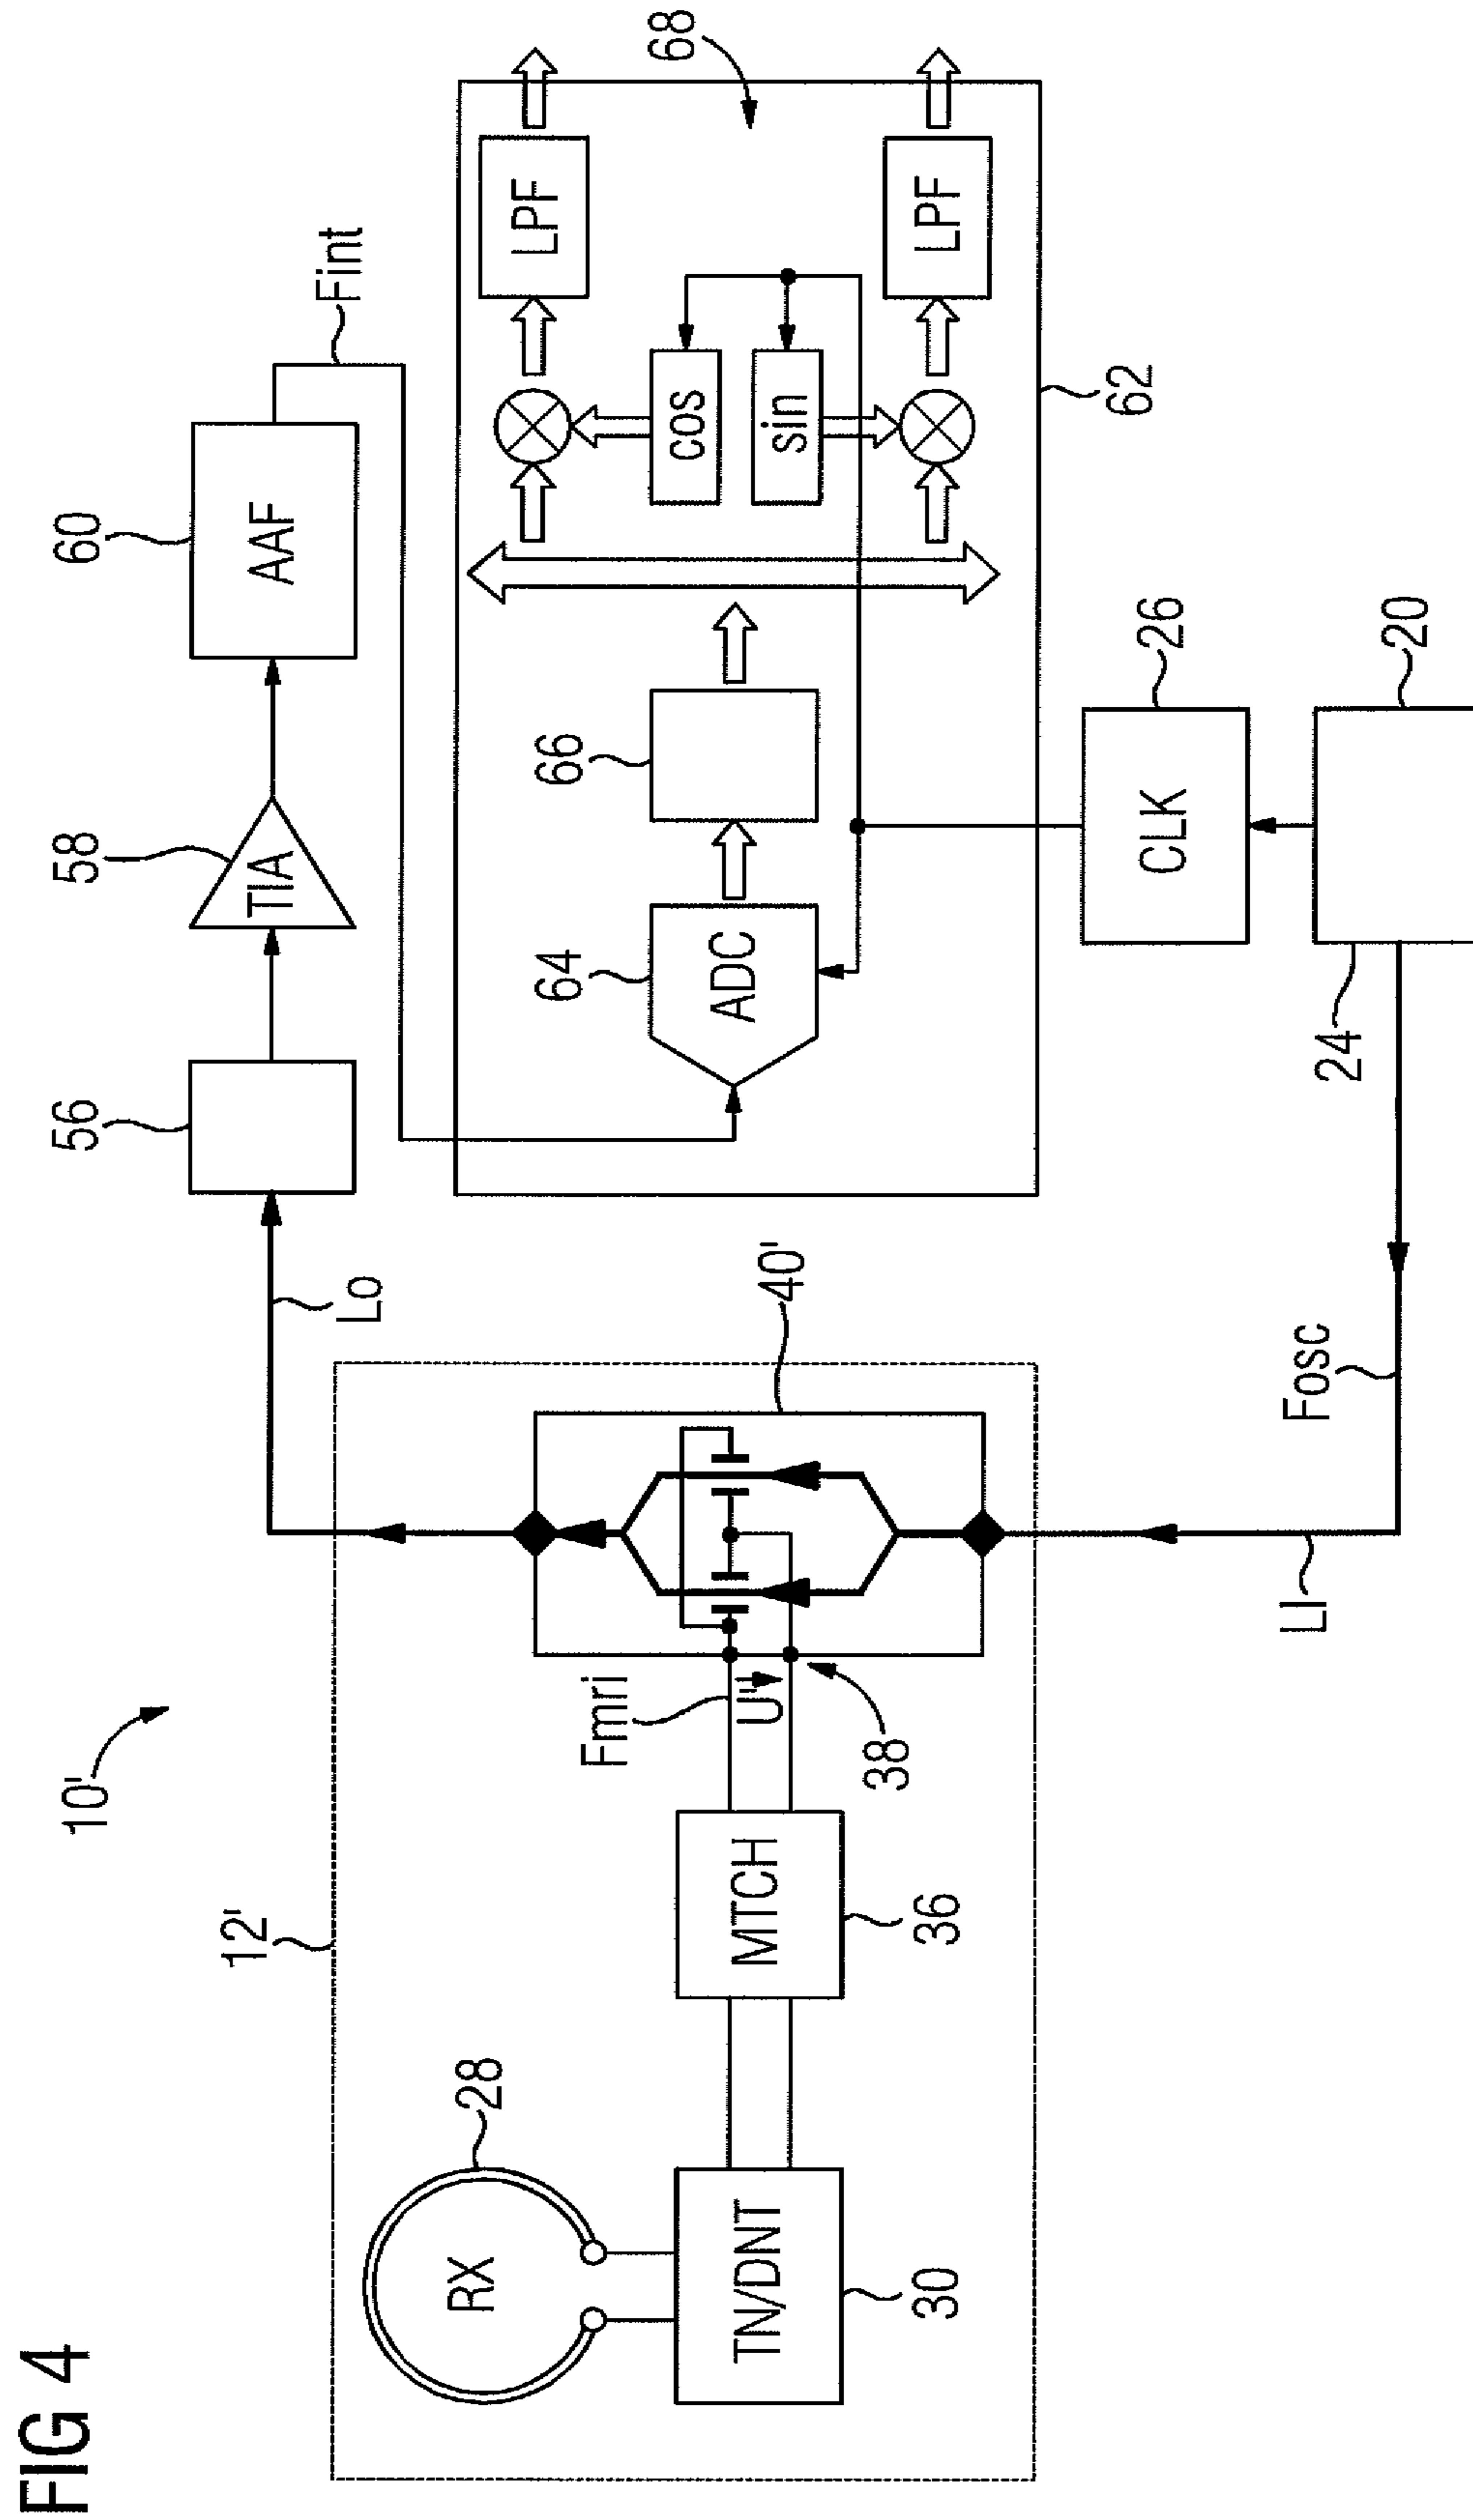 FIG 4
10'
12'
RX
28
TN/DNT
30
MTCH
36
Fmri
U'
38
40'
Lo
LI
Fosc
56
TIA
58
AAF
60
Fint
ADC
64
66
cos
sin
LPF
LPF
68
62
CLK
26
20
24